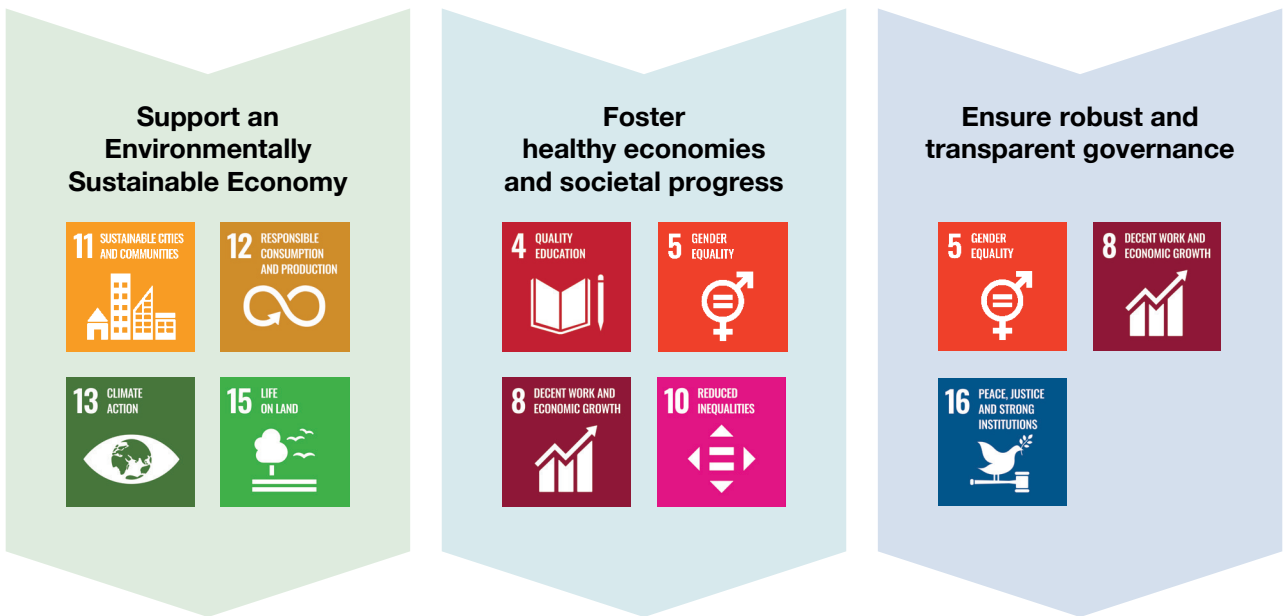 Support an
Environmentally
Sustainable Economy
11 SUSTAINABLE CITIES
AND COMMUNITIES
12 RESPONSIBLE
CONSUMPTION
AND PRODUCTION
13 CLIMATE
ACTION
15 LIFE
ON LAND
Foster
healthy economies
and societal progress
4 QUALITY
EDUCATION
5 GENDER
EQUALITY
8 DECENT WORK AND
ECONOMIC GROWTH
10 REDUCED
INEQUALITIES
Ensure robust and
transparent governance
5 GENDER
EQUALITY
8 DECENT WORK AND
ECONOMIC GROWTH
16 PEACE, JUSTICE
AND STRONG
INSTITUTIONS